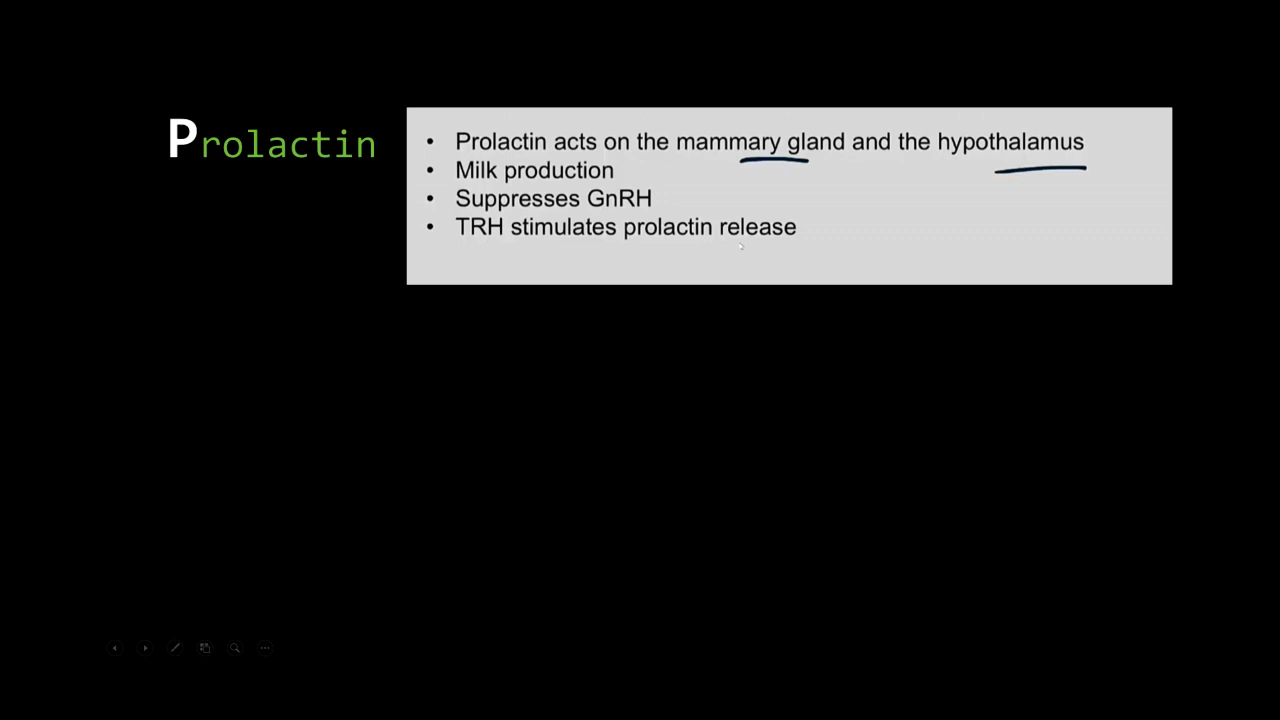 Prolactin
• Prolactin acts on the mammary gland and the hypothalamus
• Milk production
• Suppresses GnRH
• TRH stimulates prolactin release